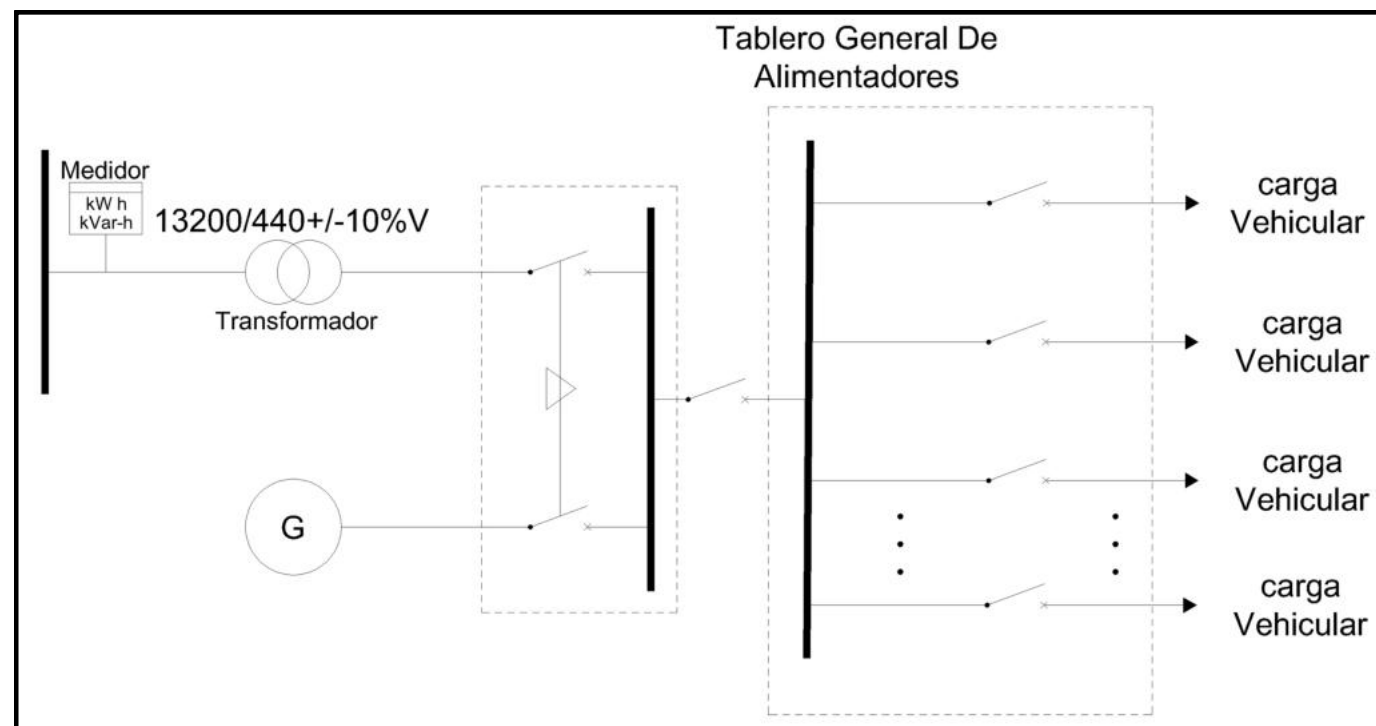 Tablero General De
Alimentadores
Medidor
kW h
kVar-h
13200/440+/-10%V
Transformador
G
carga
Vehicular
carga
Vehicular
carga
Vehicular
carga
Vehicular